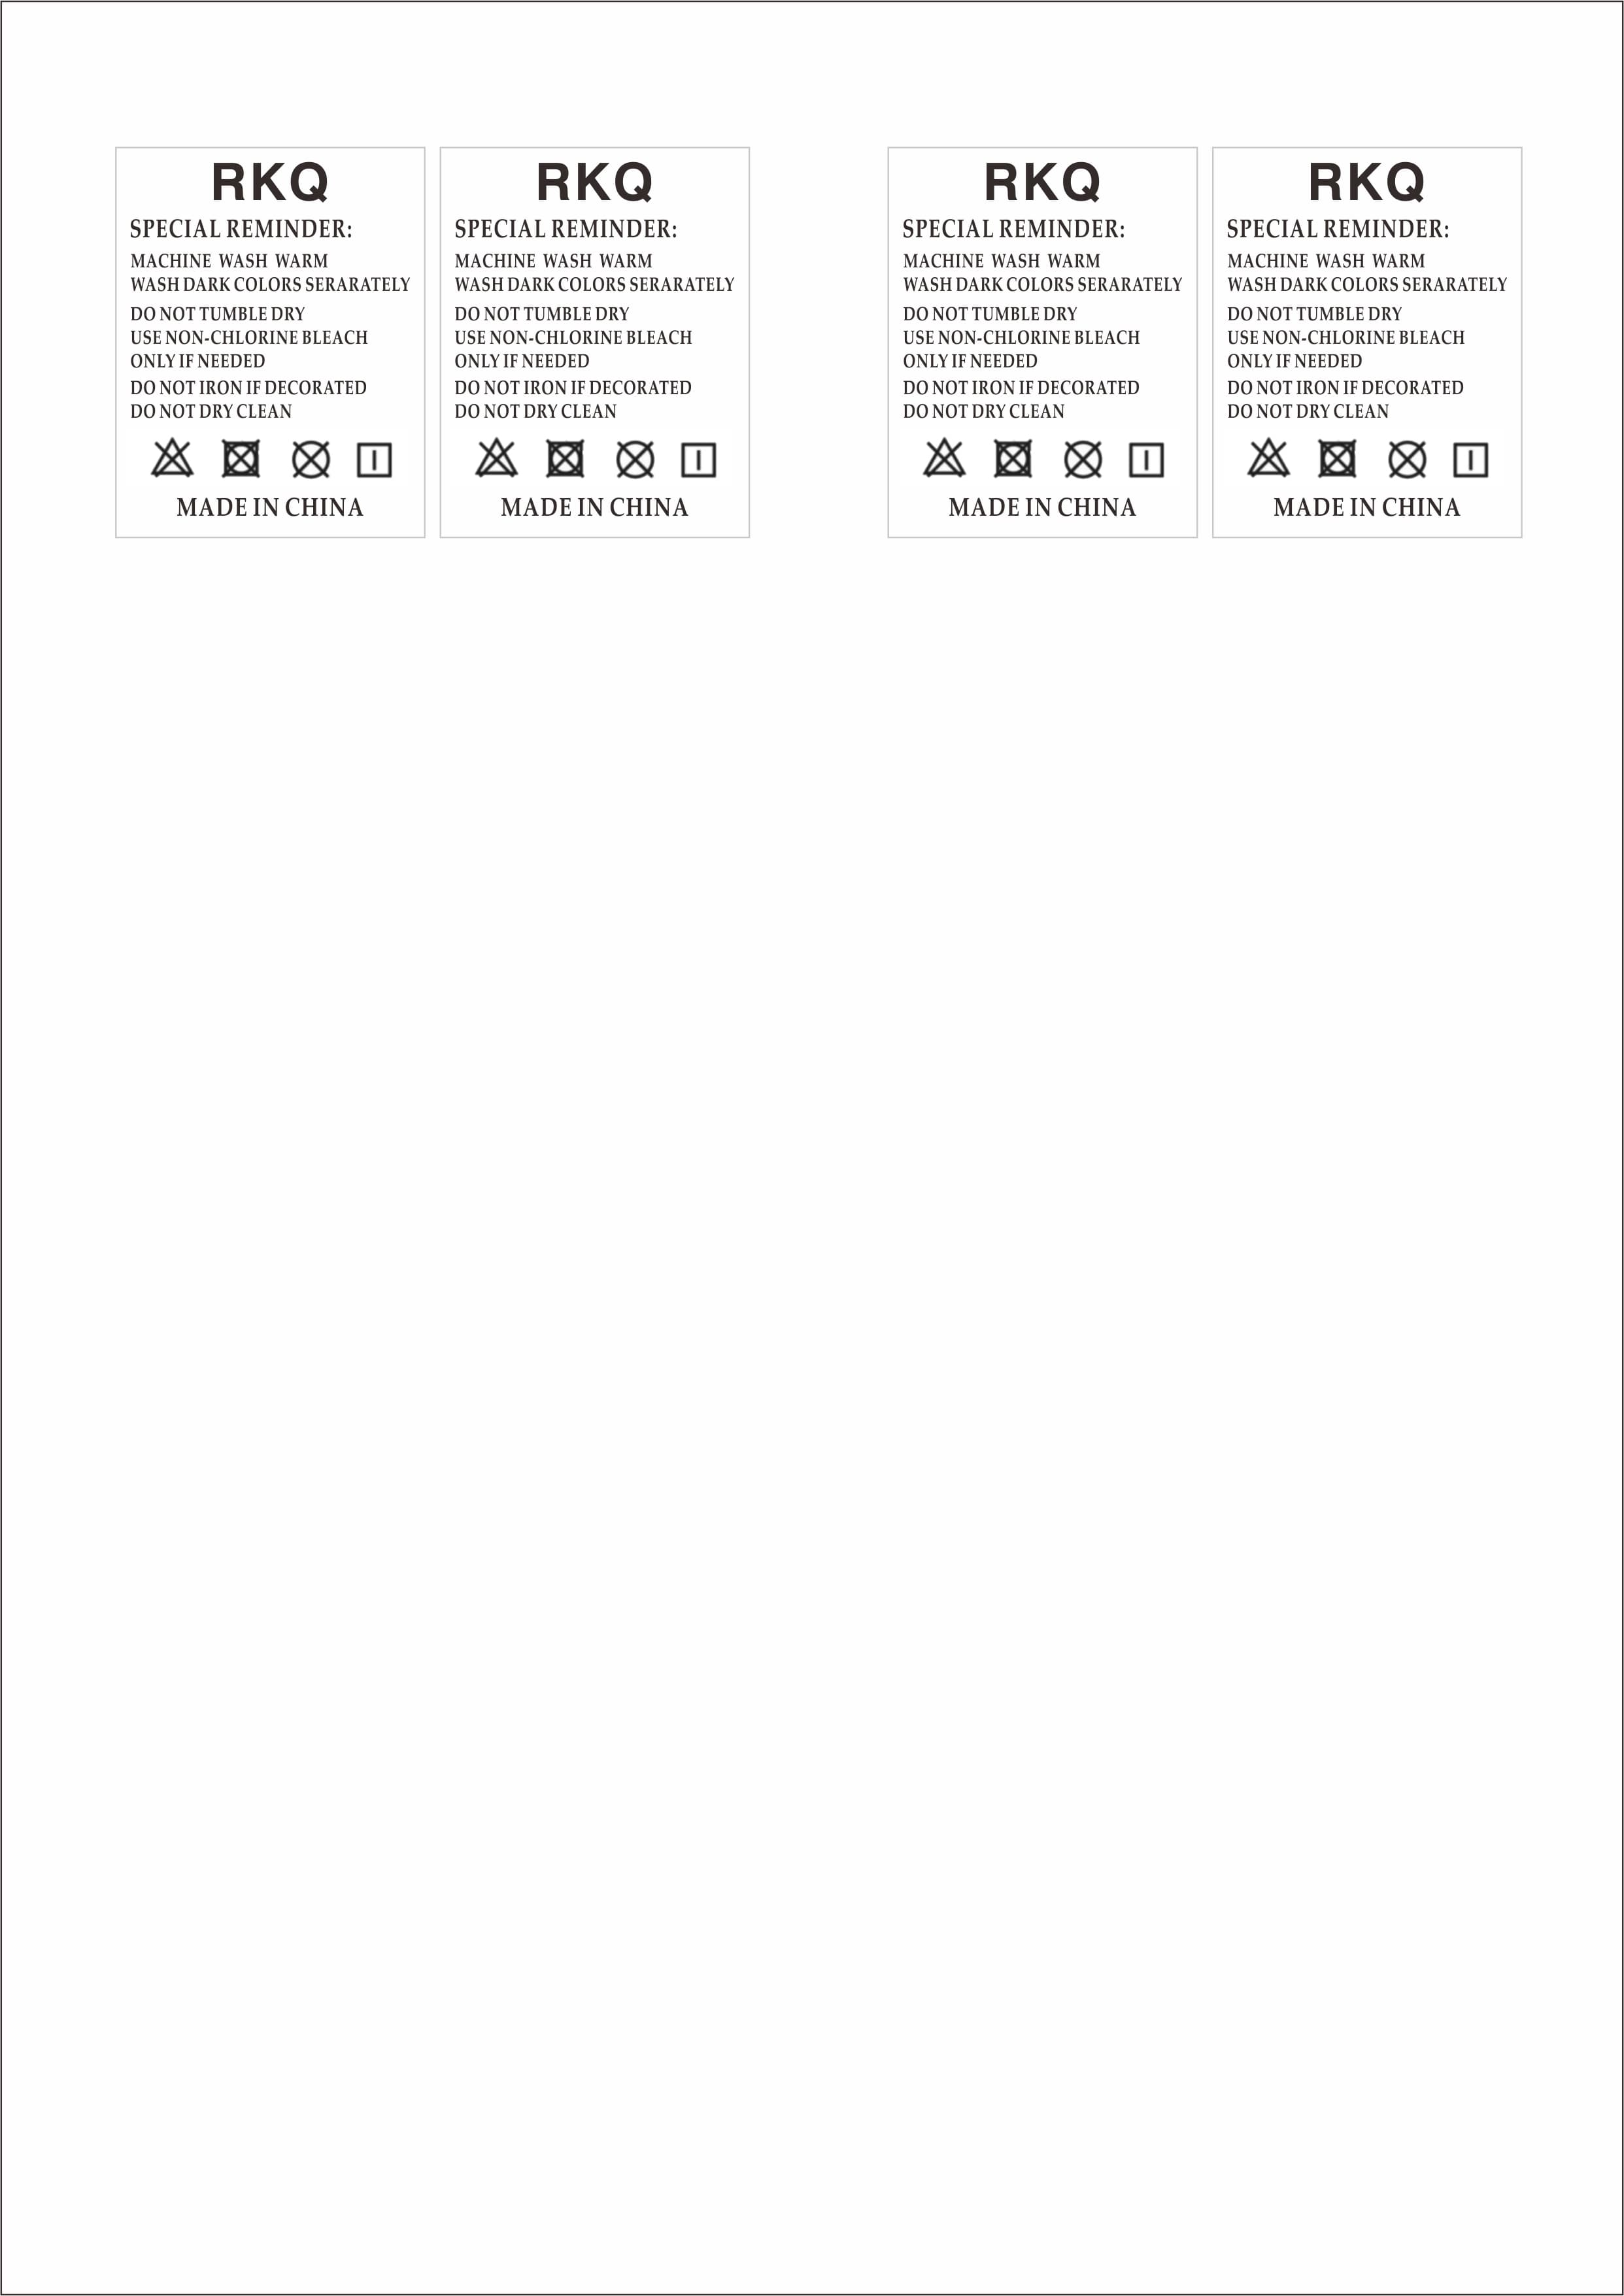 RKQ
SPECIAL REMINDER:
MACHINE WASH WARM
WASH DARK COLORS SERARATELY
DO NOT TUMBLE DRY
USE NON-CHLORINE BLEACH
ONLY IF NEEDED
DO NOT IRON IF DECORATED
DO NOT DRY CLEAN
MADE IN CHINA
RKQ
SPECIAL REMINDER:
MACHINE WASH WARM
WASH DARK COLORS SERARATELY
DO NOT TUMBLE DRY
USE NON-CHLORINE BLEACH
ONLY IF NEEDED
DO NOT IRON IF DECORATED
DO NOT DRY CLEAN
MADE IN CHINA
RKQ
SPECIAL REMINDER:
MACHINE WASH WARM
WASH DARK COLORS SERARATELY
DO NOT TUMBLE DRY
USE NON-CHLORINE BLEACH
ONLY IF NEEDED
DO NOT IRON IF DECORATED
DO NOT DRY CLEAN
MADE IN CHINA
RKQ
SPECIAL REMINDER:
MACHINE WASH WARM
WASH DARK COLORS SERARATELY
DO NOT TUMBLE DRY
USE NON-CHLORINE BLEACH
ONLY IF NEEDED
DO NOT IRON IF DECORATED
DO NOT DRY CLEAN
MADE IN CHINA